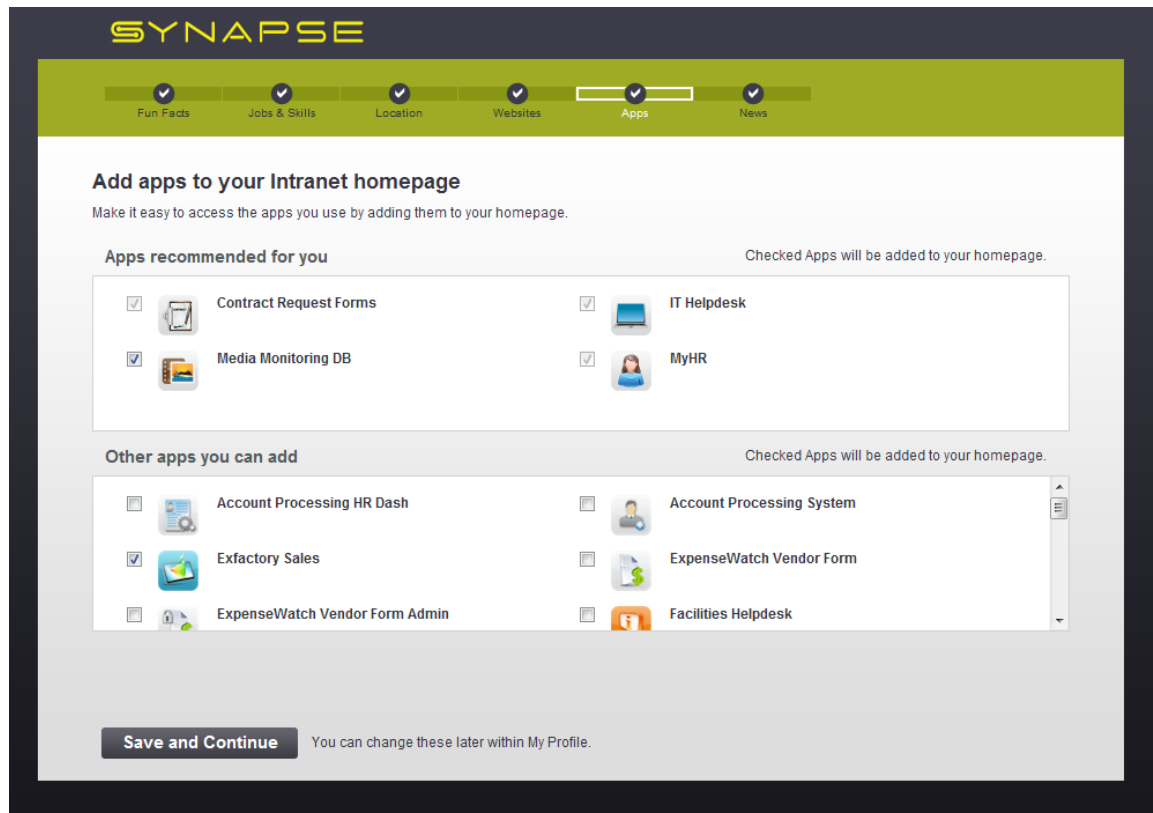 SYNAPSE
Fun Facts Jobs & Skills Location Websites Apps News
Add apps to your Intranet homepage
Make it easy to access the apps you use by adding them to your homepage.
Apps recommended for you Checked Apps will be added to your homepage.
Contract Request Forms IT Helpdesk
Media Monitoring DB MyHR
Other apps you can add Checked Apps will be added to your homepage.
Account Processing HR Dash Account Processing System
Exfactory Sales ExpenseWatch Vendor Form
ExpenseWatch Vendor Form Admin Facilities Helpdesk
Save and Continue You can change these later within My Profile.